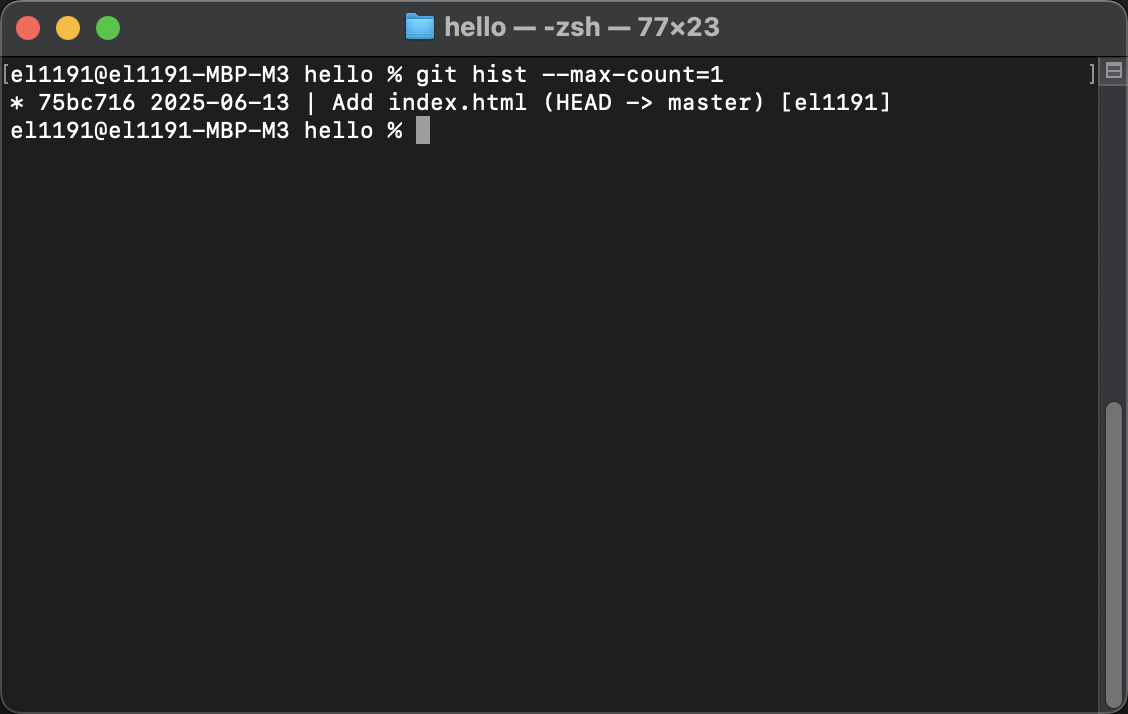 hello — -zsh — 77×23
[el1191@el1191-MBP-M3 hello % git hist --max-count=1 ]
* 75bc716 2025-06-13 | Add index.html (HEAD -> master) [el1191]
el1191@el1191-MBP-M3 hello %